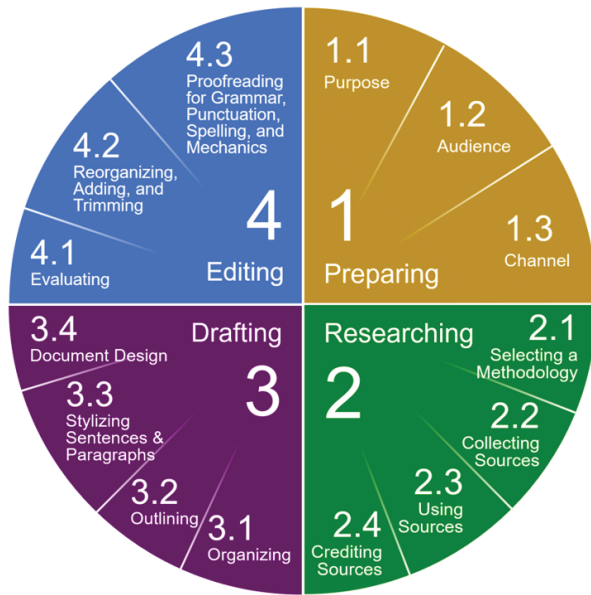 1.1
Purpose
1.2
Audience
1.3
Channel
1
Preparing
2.1
Selecting a
Methodology
2.2
Collecting
Sources
2.3
Using
Sources
2.4
Crediting
Sources
Researching
2
3.1
Organizing
3.2
Outlining
3.3
Stylizing
Sentences &
Paragraphs
3.4
Document Design
Drafting
3
4.1
Evaluating
4.2
Reorganizing,
Adding, and
Trimming
4.3
Proofreading
for Grammar,
Punctuation,
Spelling, and
Mechanics
4
Editing